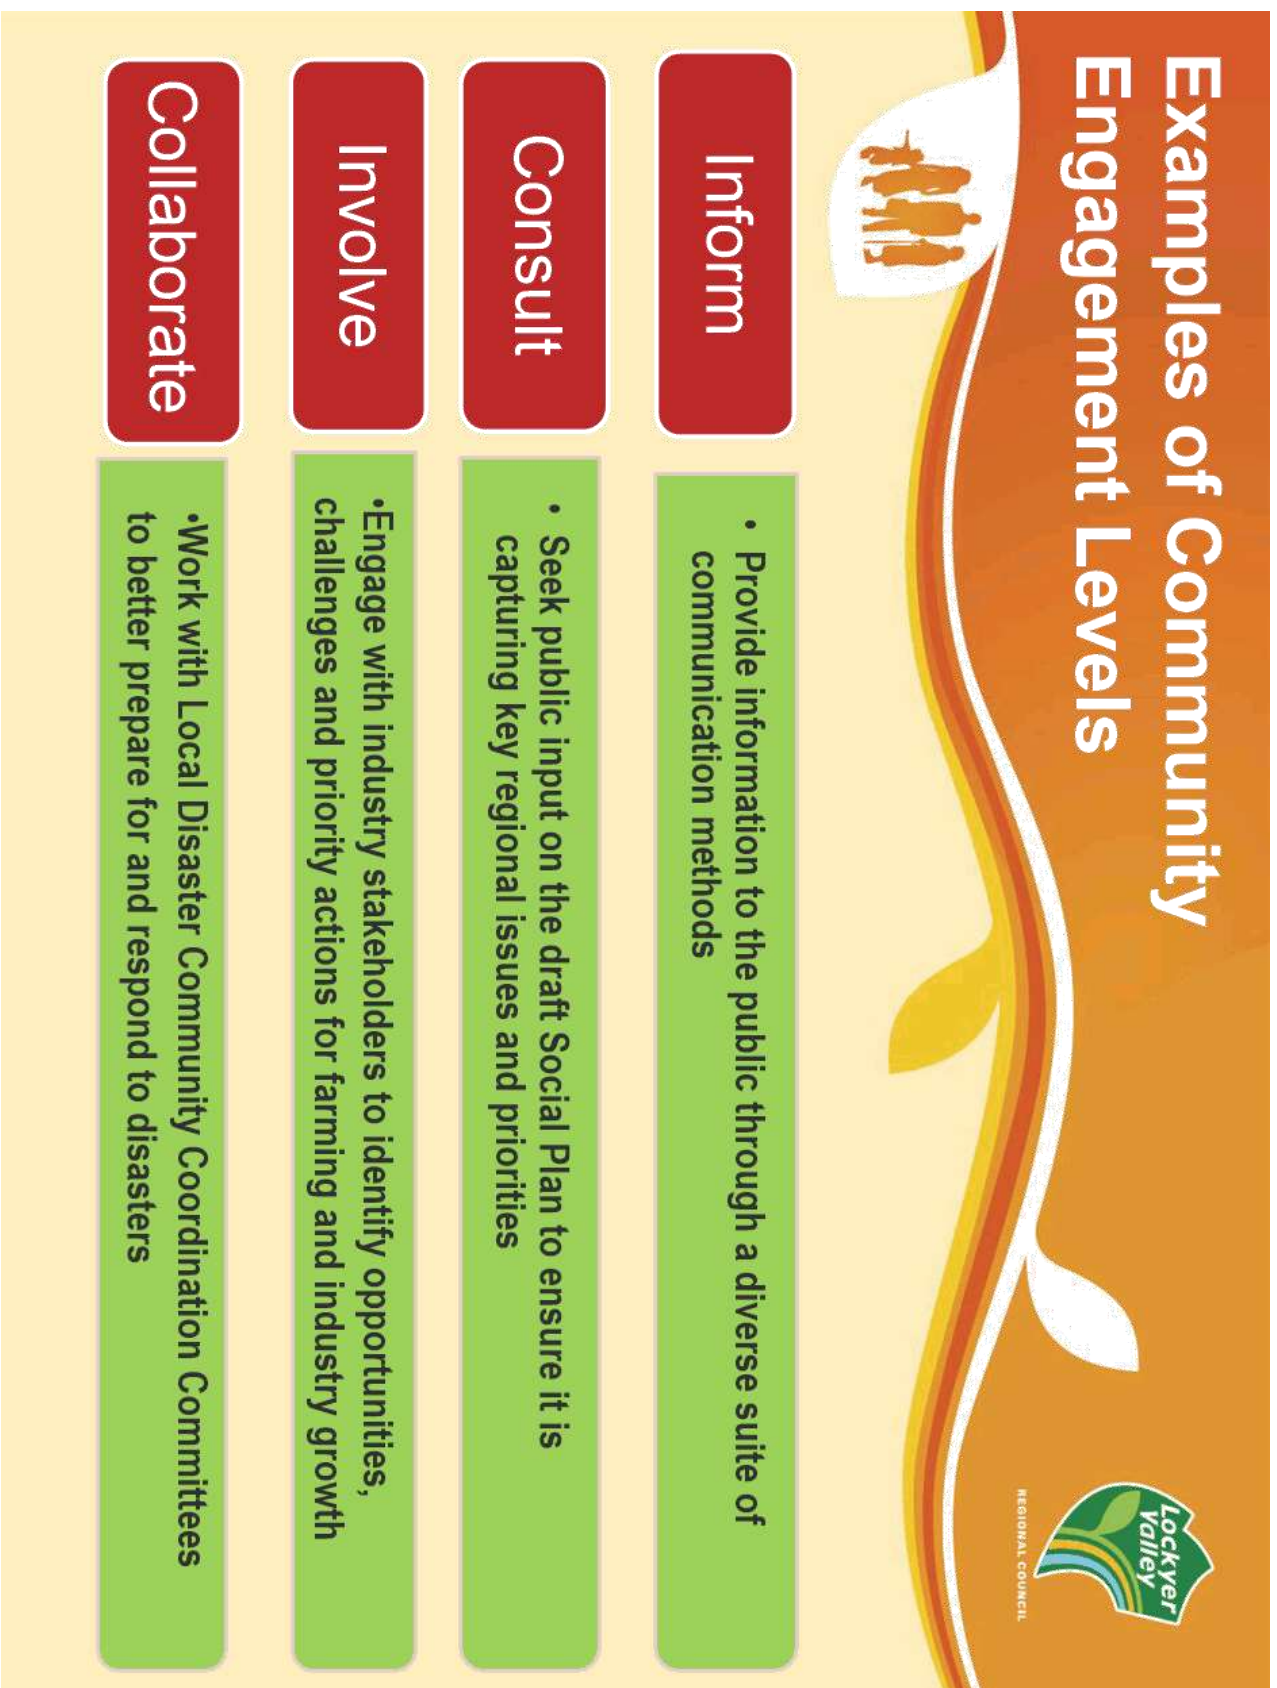 Examples of Community
Engagement Levels
Lockyer
Valley
REGIONAL COUNCIL
Inform
• Provide information to the public through a diverse suite of
communication methods
Consult
• Seek public input on the draft Social Plan to ensure it is
capturing key regional issues and priorities
Involve
•Engage with industry stakeholders to identify opportunities,
challenges and priority actions for farming and industry growth
Collaborate
•Work with Local Disaster Community Coordination Committees
to better prepare for and respond to disasters